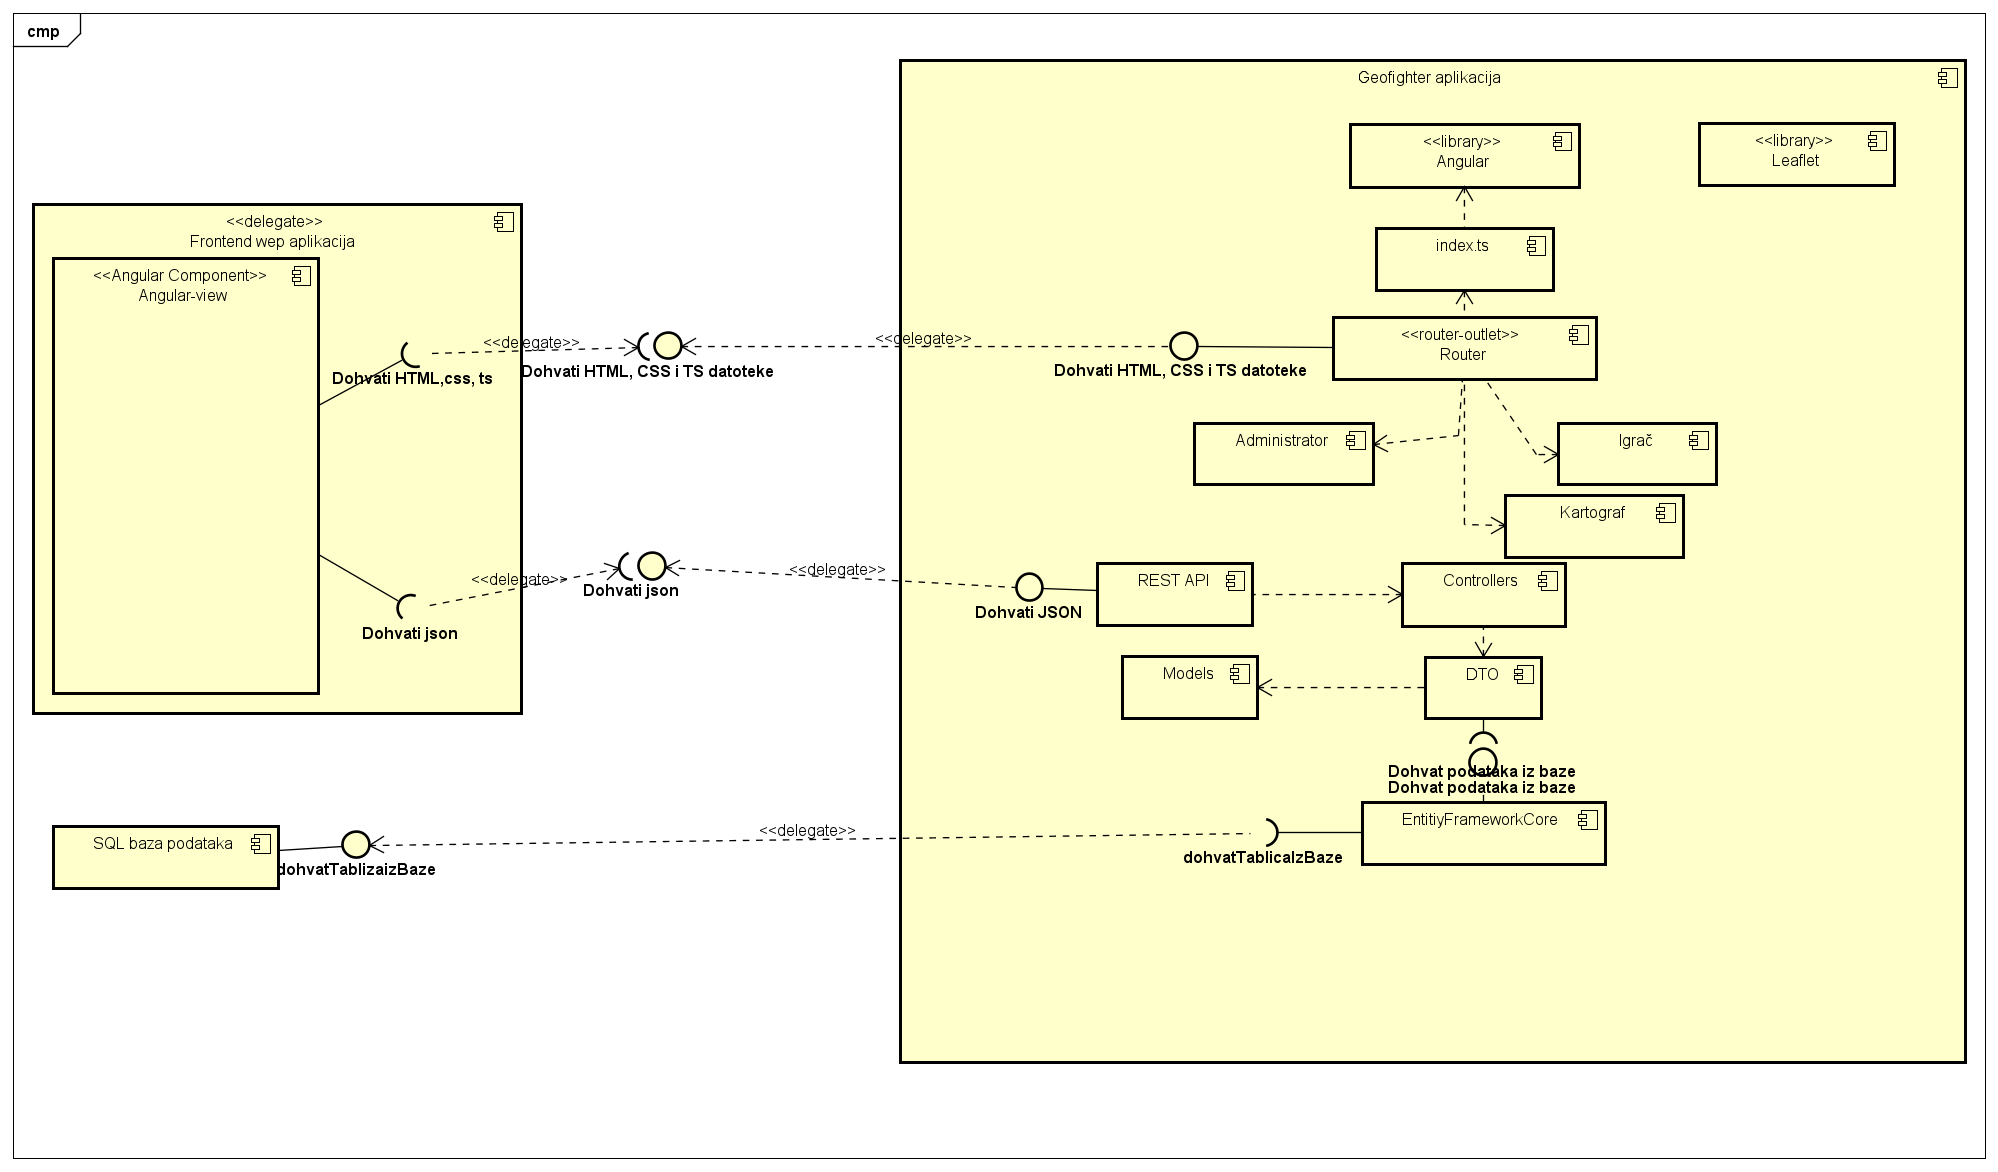 cmp
Geofighter aplikacija
<<library>>
Angular
<<library>>
Leaflet
<<delegate>>
Frontend wep aplikacija
<<Angular Component>>
Angular-view
index.ts
<<router-outlet>>
Router
<<delegate>>
<<delegate>>
Dohvati HTML,css, ts
Dohvati HTML, CSS i TS datoteke
Dohvati HTML, CSS i TS datoteke
Administrator
Igrač
Kartograf
<<delegate>>
<<delegate>>
Dohvati json
Dohvati json
Dohvati JSON
REST API
Controllers
Models
DTO
Dohvat podataka iz baze
Dohvat podataka iz baze
EntitiyFrameworkCore
SQL baza podataka
<<delegate>>
dohvatTablizaizBaze
dohvatTablicaIzBaze